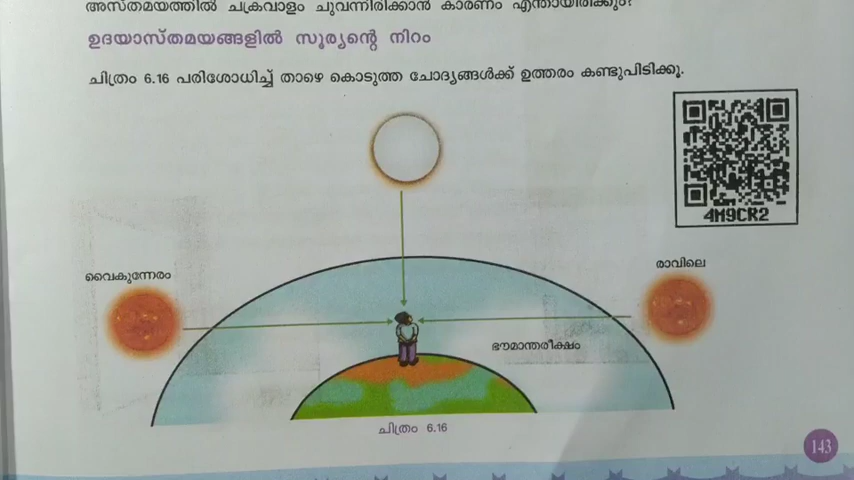 അസ്തമയത്തിൽ ചക്രവാളം ചുവന്നിരിക്കാൻ കാരണം എന്തായിരിക്കും?
ഉദയാസ്തമയങ്ങളിൽ സൂര്യന്റെ നിറം
ചിത്രം 6.16 പരിശോധിച്ച് താഴെ കൊടുത്ത ചോദ്യങ്ങൾക്ക് ഉത്തരം കണ്ടുപിടിക്കൂ.
4M9CR2
വൈകുന്നേരം
രാവിലെ
ഭൗമാന്തരീക്ഷം
ചിത്രം 6.16
143